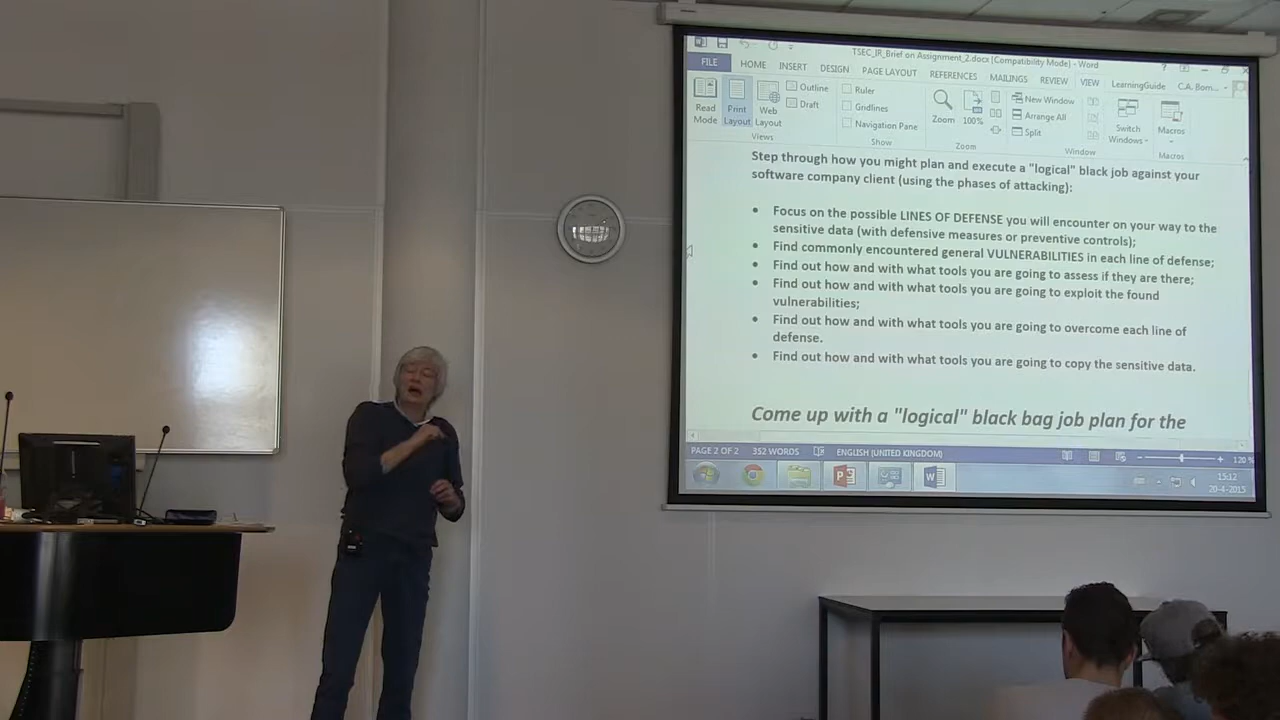 TSEC_IR_Brief on Assignment_2.docx [Compatibility Mode] - Word
FILE HOME INSERT DESIGN PAGE LAYOUT REFERENCES MAILINGS REVIEW VIEW LearningGuide C.A. Bom...
Read Mode
Print Layout
Web Layout
Outline
Draft
Views
Ruler
Gridlines
Navigation Pane
Show
Zoom
100%
Zoom
New Window
Arrange All
Split
Switch Windows
Window
Macros
Macros
Step through how you might plan and execute a "logical" black job against your
software company client (using the phases of attacking):
• Focus on the possible LINES OF DEFENSE you will encounter on your way to the
sensitive data (with defensive measures or preventive controls);
• Find commonly encountered general VULNERABILITIES in each line of defense;
• Find out how and with what tools you are going to assess if they are there;
• Find out how and with what tools you are going to exploit the found
vulnerabilities;
• Find out how and with what tools you are going to overcome each line of
defense.
• Find out how and with what tools you are going to copy the sensitive data.
Come up with a "logical" black bag job plan for the
PAGE 2 OF 2 352 WORDS ENGLISH (UNITED KINGDOM) 120 %
15:12
20-4-2015